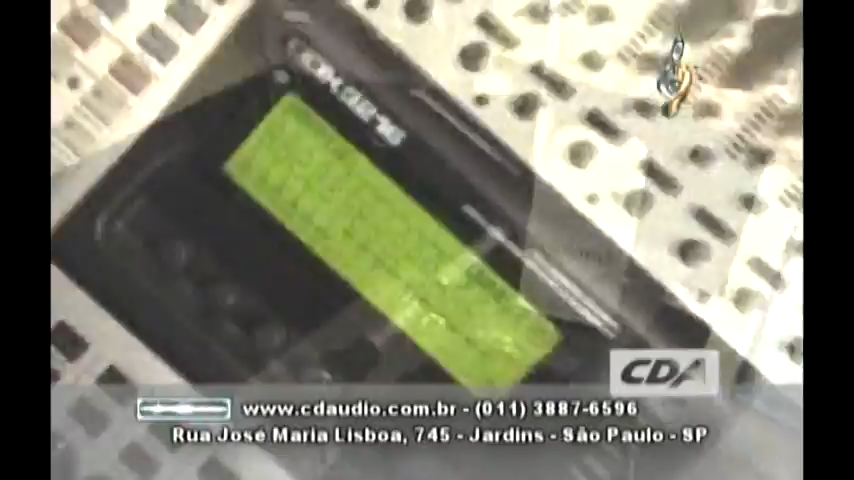 CDA
www.cdaudio.com.br - (011) 3887-6596
Rua José Maria Lisboa, 745 - Jardins - São Paulo - SP